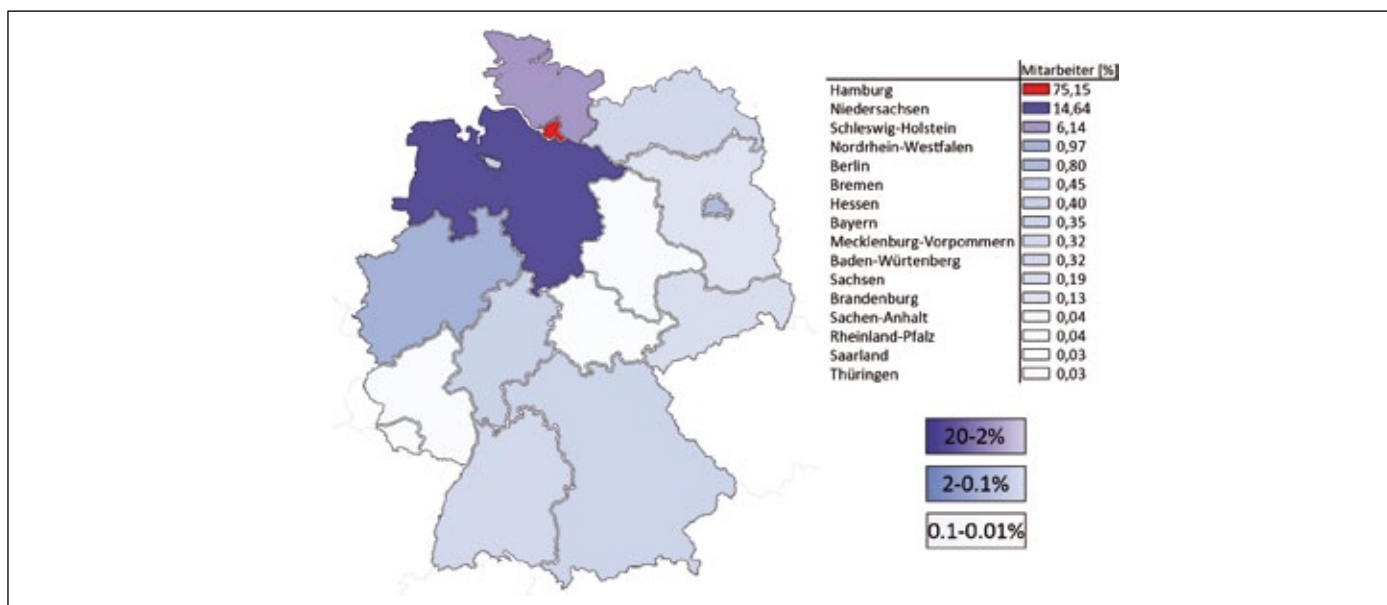 Mitarbeiter [%]
Hamburg 75,15
Niedersachsen 14,64
Schleswig-Holstein 6,14
Nordrhein-Westfalen 0,97
Berlin 0,80
Bremen 0,45
Hessen 0,40
Bayern 0,35
Mecklenburg-Vorpommern 0,32
Baden-Würtenberg 0,32
Sachsen 0,19
Brandenburg 0,13
Sachen-Anhalt 0,04
Rheinland-Pfalz 0,04
Saarland 0,03
Thüringen 0,03
20-2%
2-0.1%
0.1-0.01%